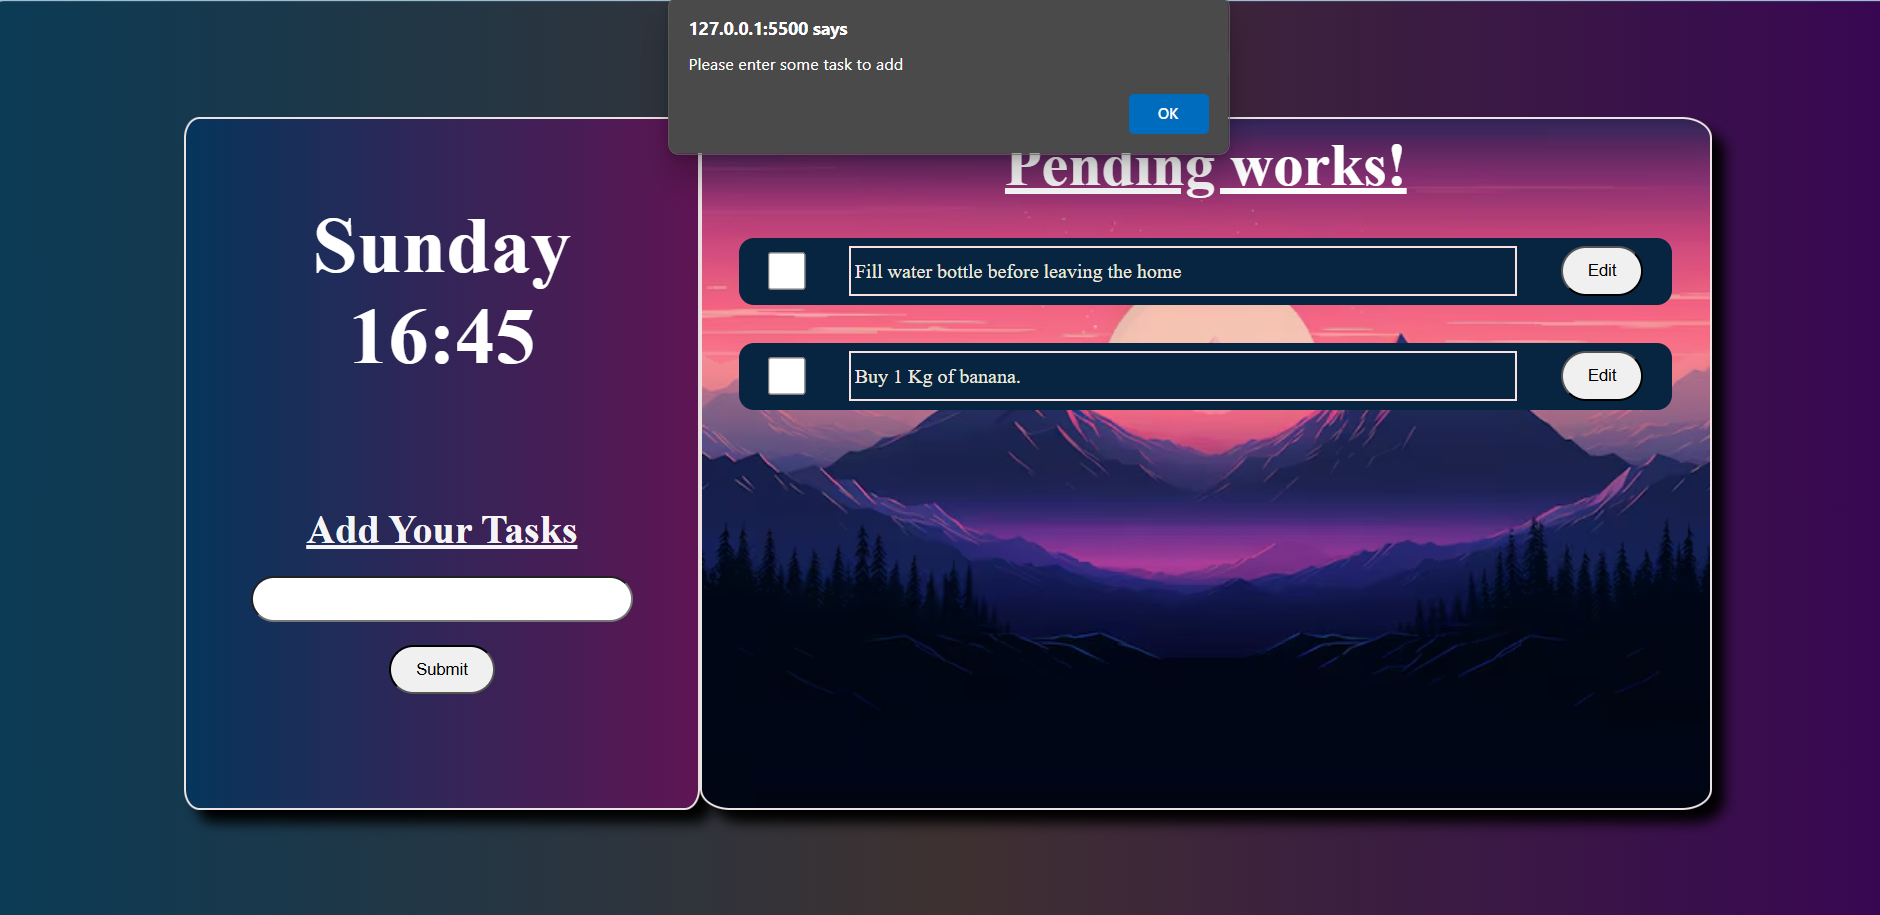 127.0.0.1:5500 says
Please enter some task to add
OK
Sunday
16:45
Add Your Tasks
Submit
Pending works!
Fill water bottle before leaving the home
Edit
Buy 1 Kg of banana.
Edit